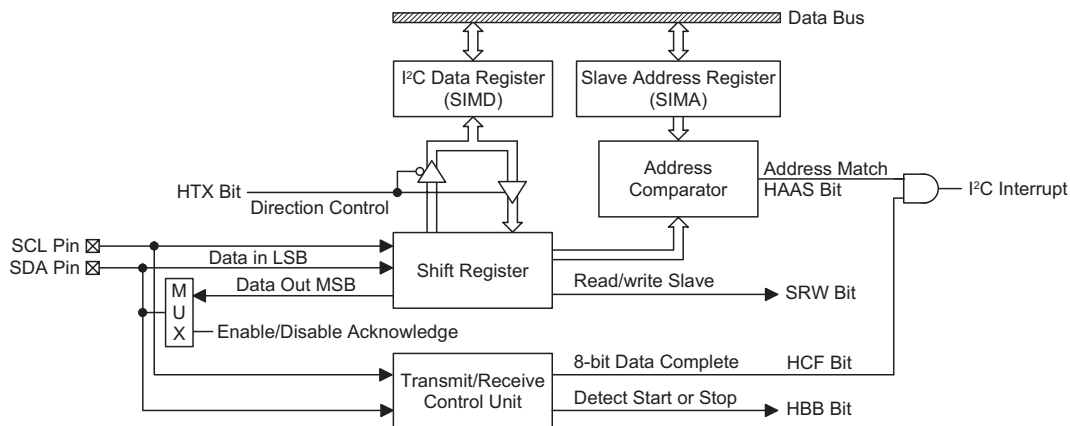 Data Bus
I²C Data Register
(SIMD)
Slave Address Register
(SIMA)
HTX Bit
Direction Control
Address
Comparator
Address Match
HAAS Bit
I²C Interrupt
SCL Pin
SDA Pin
Data in LSB
Shift Register
Data Out MSB
Read/write Slave
SRW Bit
M
U
X
Enable/Disable Acknowledge
Transmit/Receive
Control Unit
8-bit Data Complete
HCF Bit
Detect Start or Stop
HBB Bit